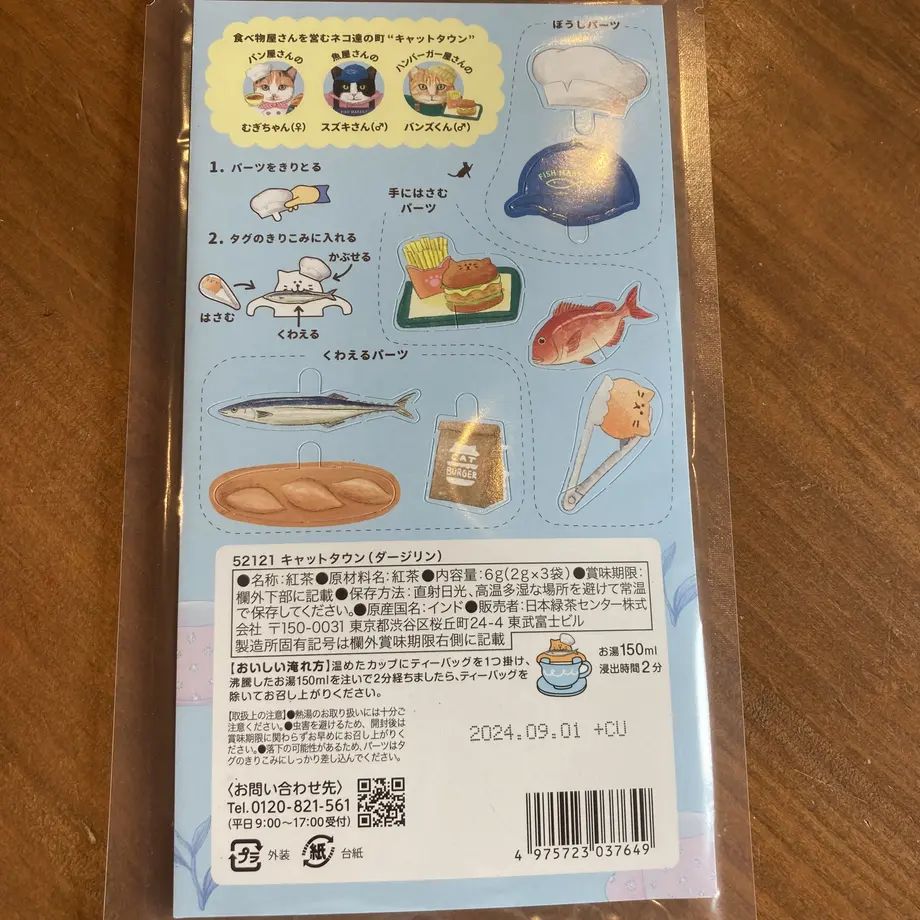 食べ物屋さんを営むネコ達の町“キャットタウン”
パン屋さんの
むぎちゃん(♀)
魚屋さんの
スズキさん(♂)
ハンバーガー屋さんの
バンズくん(♂)
ぼうしパーツ
FISH MARKET
1. パーツをきりとる
2. タグのきりこみに入れる
かぶせる
はさむ
くわえる
手にはさむ
パーツ
くわえるパーツ
CAT
BURGER
52121 キャットタウン(ダージリン)
●名称:紅茶●原材料名:紅茶●内容量:6g(2g×3袋)●賞味期限:
欄外下部に記載●保存方法:直射日光、高温多湿な場所を避けて常温
で保存してください。●原産国名:インド●販売者:日本緑茶センター株式
会社 〒150-0031 東京都渋谷区桜丘町24-4 東武富士ビル
製造所固有記号は欄外賞味期限右側に記載
【おいしい淹れ方】温めたカップにティーバッグを1つ掛け、
沸騰したお湯150mlを注いで2分経ちましたら、ティーバッグを
除いてお召し上がりください。
お湯150ml
浸出時間2分
【取扱上の注意】●熱湯のお取り扱いには十分ご
注意ください。●虫害を避けるため、開封後は
賞味期限に関わらずお早めにお召し上がりくだ
さい。●落下の可能性があるため、パーツはタ
グのきりこみにしっかり差し込んでください。
2024.09.01 +CU
〈お問い合わせ先〉
Tel.0120-821-561
(平日9:00〜17:00受付)
プラ 外装 紙 台紙
4 975723 037649